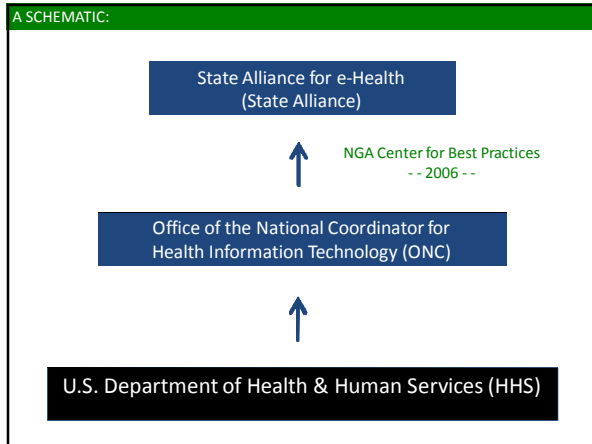 A SCHEMATIC:
State Alliance for e-Health
(State Alliance)
NGA Center for Best Practices
- - 2006 - -
Office of the National Coordinator for
Health Information Technology (ONC)
U.S. Department of Health & Human Services (HHS)